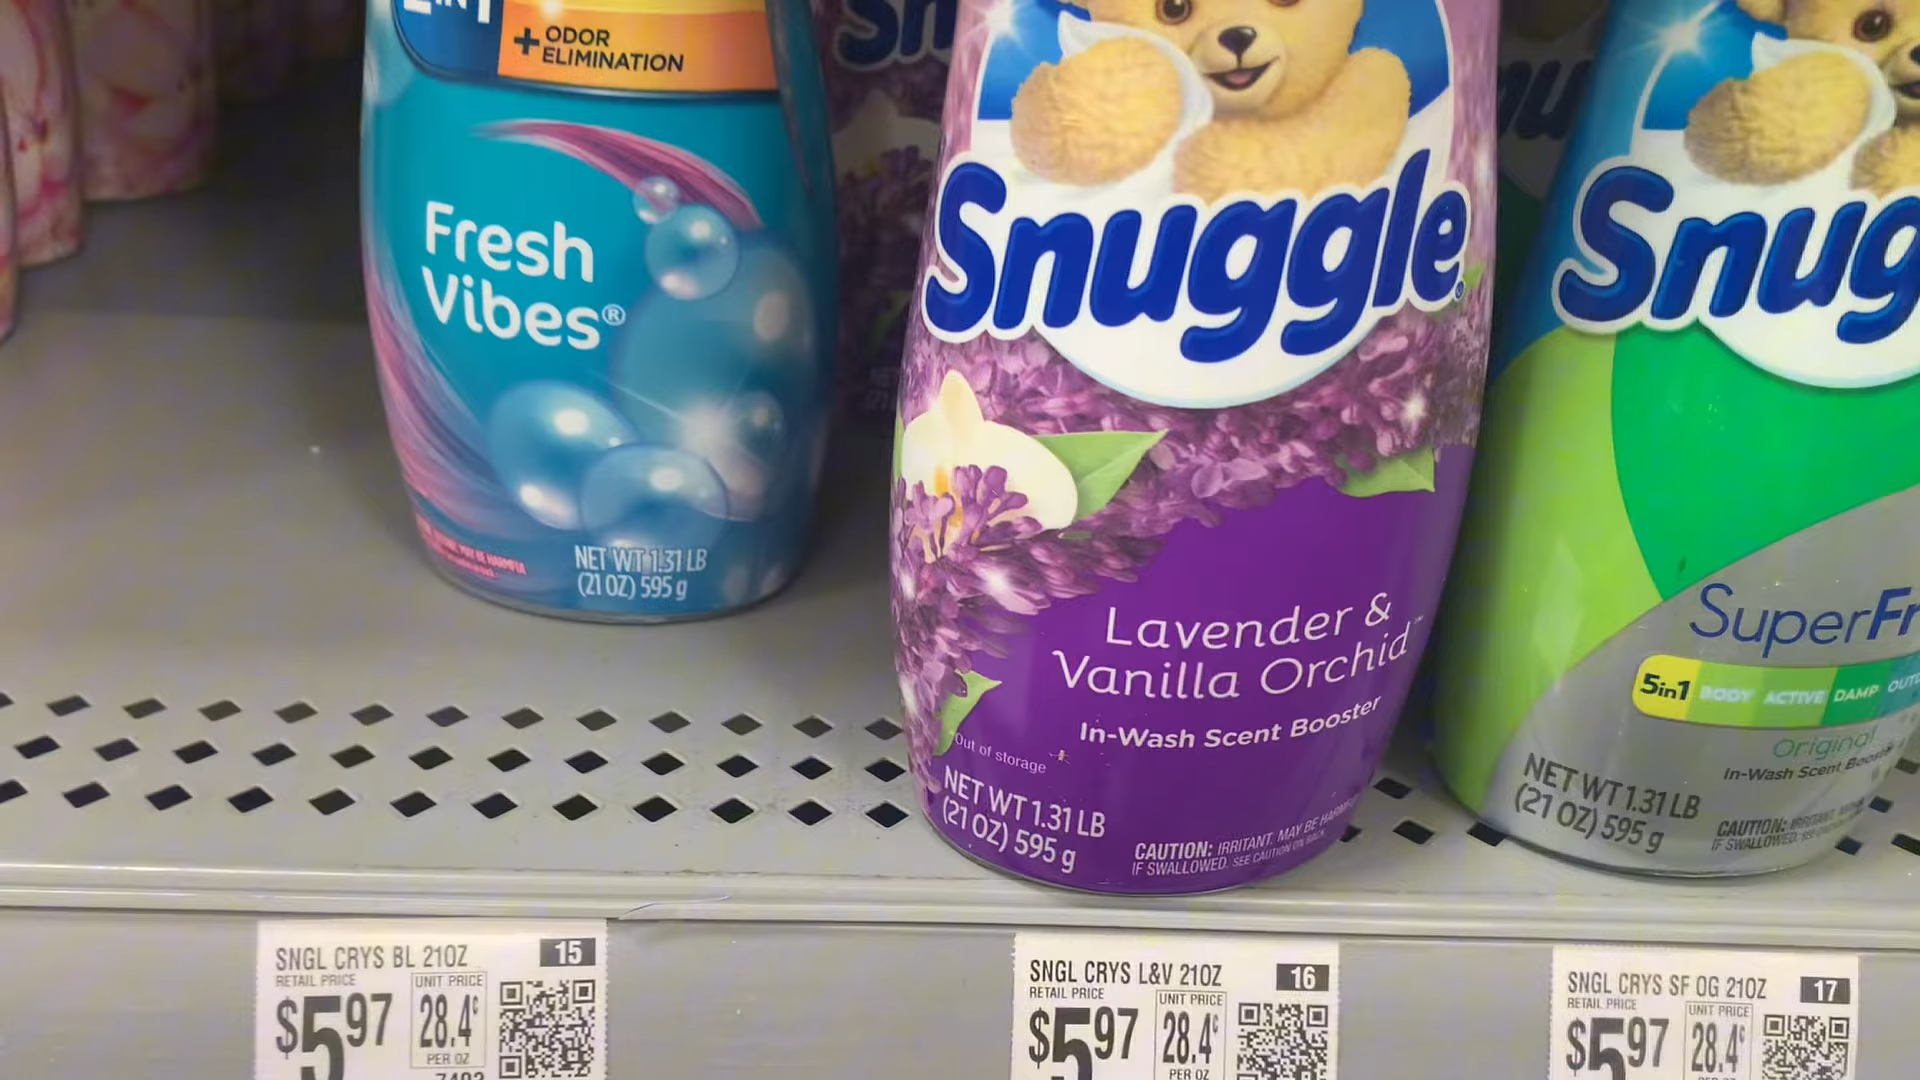 + ODOR
ELIMINATION
Fresh
Vibes®
NET WT 1.31 LB
(21 OZ) 595 g
Snuggle®
Lavender &
Vanilla Orchid™
In-Wash Scent Booster
*Out of storage
NET WT 1.31 LB
(21 OZ) 595 g
CAUTION: IRRITANT. MAY BE
IF SWALLOWED. SEE CAUTION ON BACK.
Snug
SuperFr
5in1 BODY ACTIVE DAMP
Original
In-Wash Scent
NET WT 1.31 LB
(21 OZ) 595 g
CAUTION:
IF SWALLOWED.
SNGL CRYS BL 21OZ 15
RETAIL PRICE
UNIT PRICE
$5.97
28.4¢
PER OZ
SNGL CRYS L&V 21OZ 16
RETAIL PRICE
UNIT PRICE
$5.97
28.4¢
PER OZ
SNGL CRYS SF OG 21OZ 17
RETAIL PRICE
UNIT PRICE
$5.97
28.4¢